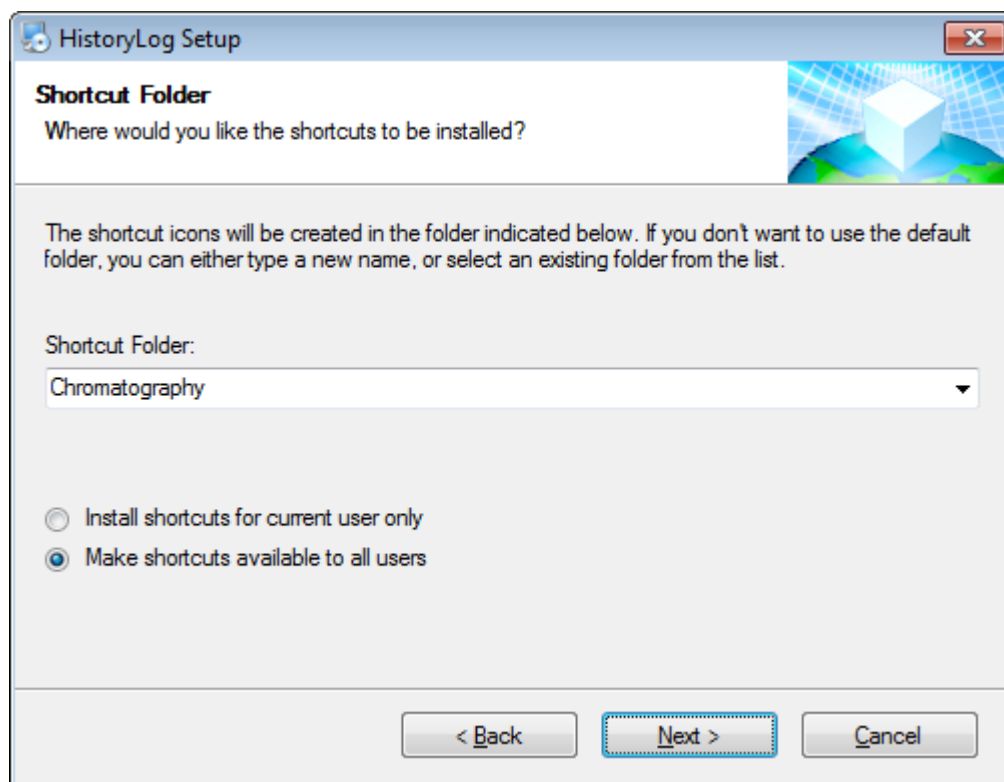 HistoryLog Setup
Shortcut Folder
Where would you like the shortcuts to be installed?
The shortcut icons will be created in the folder indicated below. If you don't want to use the default
folder, you can either type a new name, or select an existing folder from the list.
Shortcut Folder:
Chromatography
Install shortcuts for current user only
Make shortcuts available to all users
< Back
Next >
Cancel